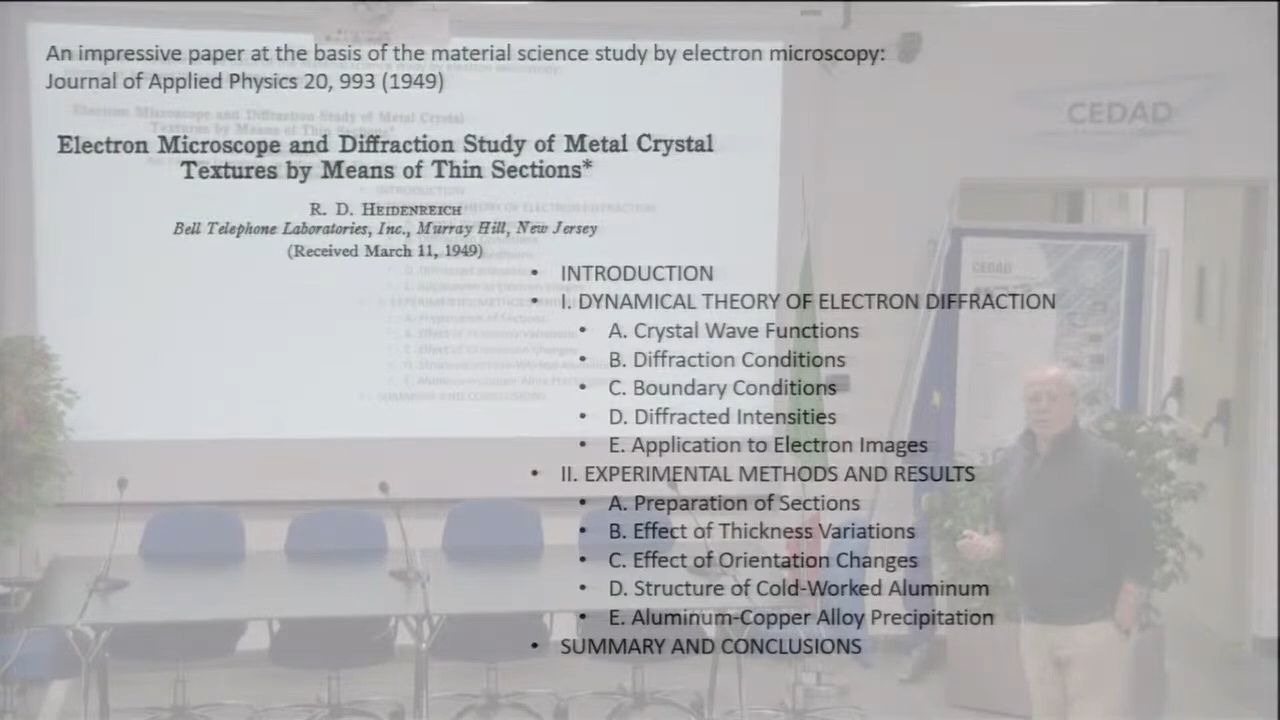 An impressive paper at the basis of the material science study by electron microscopy:
Journal of Applied Physics 20, 993 (1949)
Electron Microscope and Diffraction Study of Metal Crystal
Textures by Means of Thin Sections*
R. D. HEIDENREICH
Bell Telephone Laboratories, Inc., Murray Hill, New Jersey
(Received March 11, 1949)
• INTRODUCTION
• I. DYNAMICAL THEORY OF ELECTRON DIFFRACTION
• A. Crystal Wave Functions
• B. Diffraction Conditions
• C. Boundary Conditions
• D. Diffracted Intensities
• E. Application to Electron Images
• II. EXPERIMENTAL METHODS AND RESULTS
• A. Preparation of Sections
• B. Effect of Thickness Variations
• C. Effect of Orientation Changes
• D. Structure of Cold-Worked Aluminum
• E. Aluminum-Copper Alloy Precipitation
• SUMMARY AND CONCLUSIONS
CEDAD
CEDAD